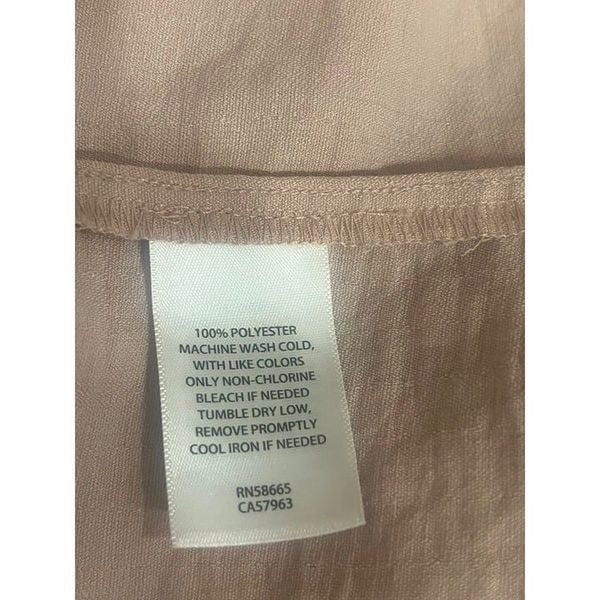 100% POLYESTER
MACHINE WASH COLD,
WITH LIKE COLORS
ONLY NON-CHLORINE
BLEACH IF NEEDED
TUMBLE DRY LOW,
REMOVE PROMPTLY
COOL IRON IF NEEDED
RN58665
CA57963